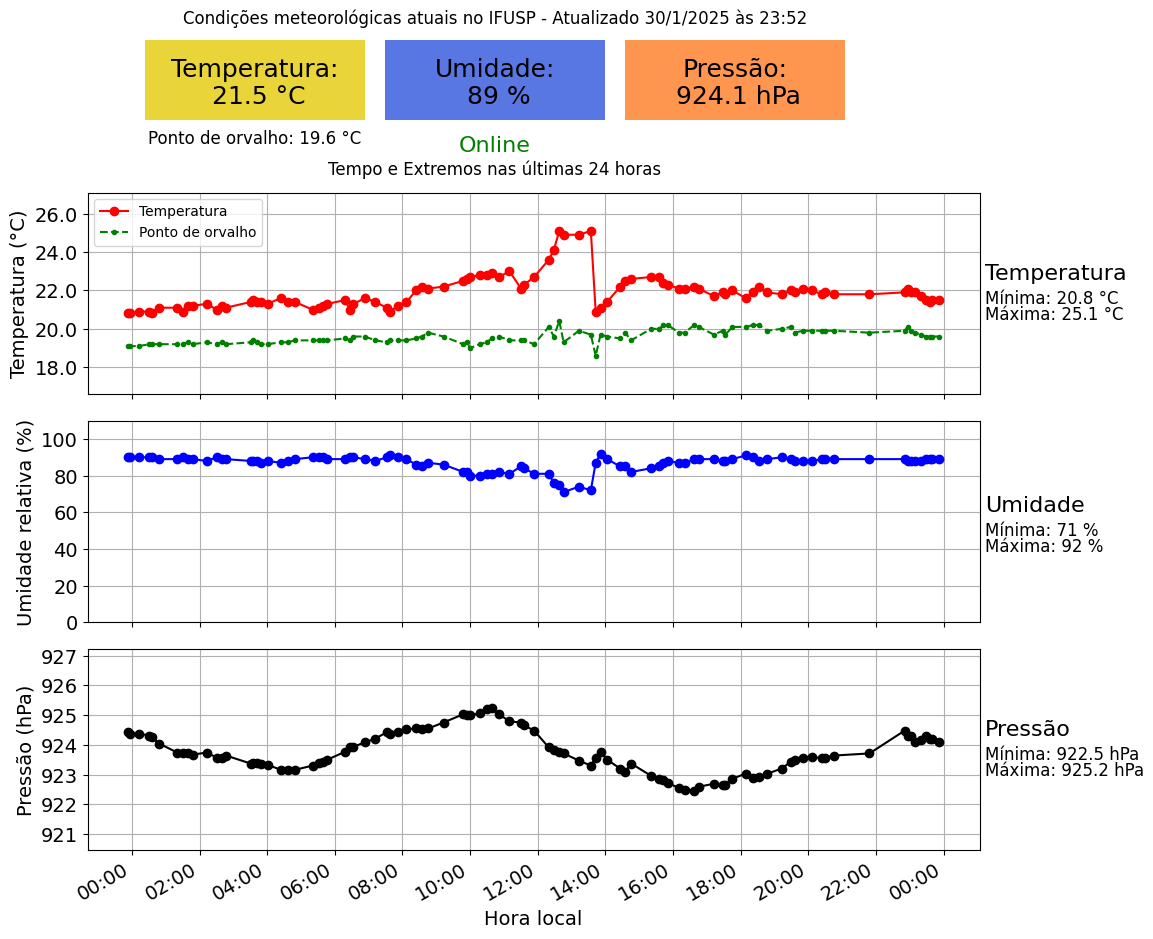 Condições meteorológicas atuais no IFUSP - Atualizado 30/1/2025 às 23:52
Temperatura:
21.5 °C
Umidade:
89 %
Pressão:
924.1 hPa
Ponto de orvalho: 19.6 °C
Online
Tempo e Extremos nas últimas 24 horas
Temperatura (°C)
26.0
24.0
22.0
20.0
18.0
Temperatura
Ponto de orvalho
Temperatura
Mínima: 20.8 °C
Máxima: 25.1 °C
Umidade relativa (%)
100
80
60
40
20
0
Umidade
Mínima: 71 %
Máxima: 92 %
Pressão (hPa)
927
926
925
924
923
922
921
Pressão
Mínima: 922.5 hPa
Máxima: 925.2 hPa
00:00 02:00 04:00 06:00 08:00 10:00 12:00 14:00 16:00 18:00 20:00 22:00 00:00
Hora local